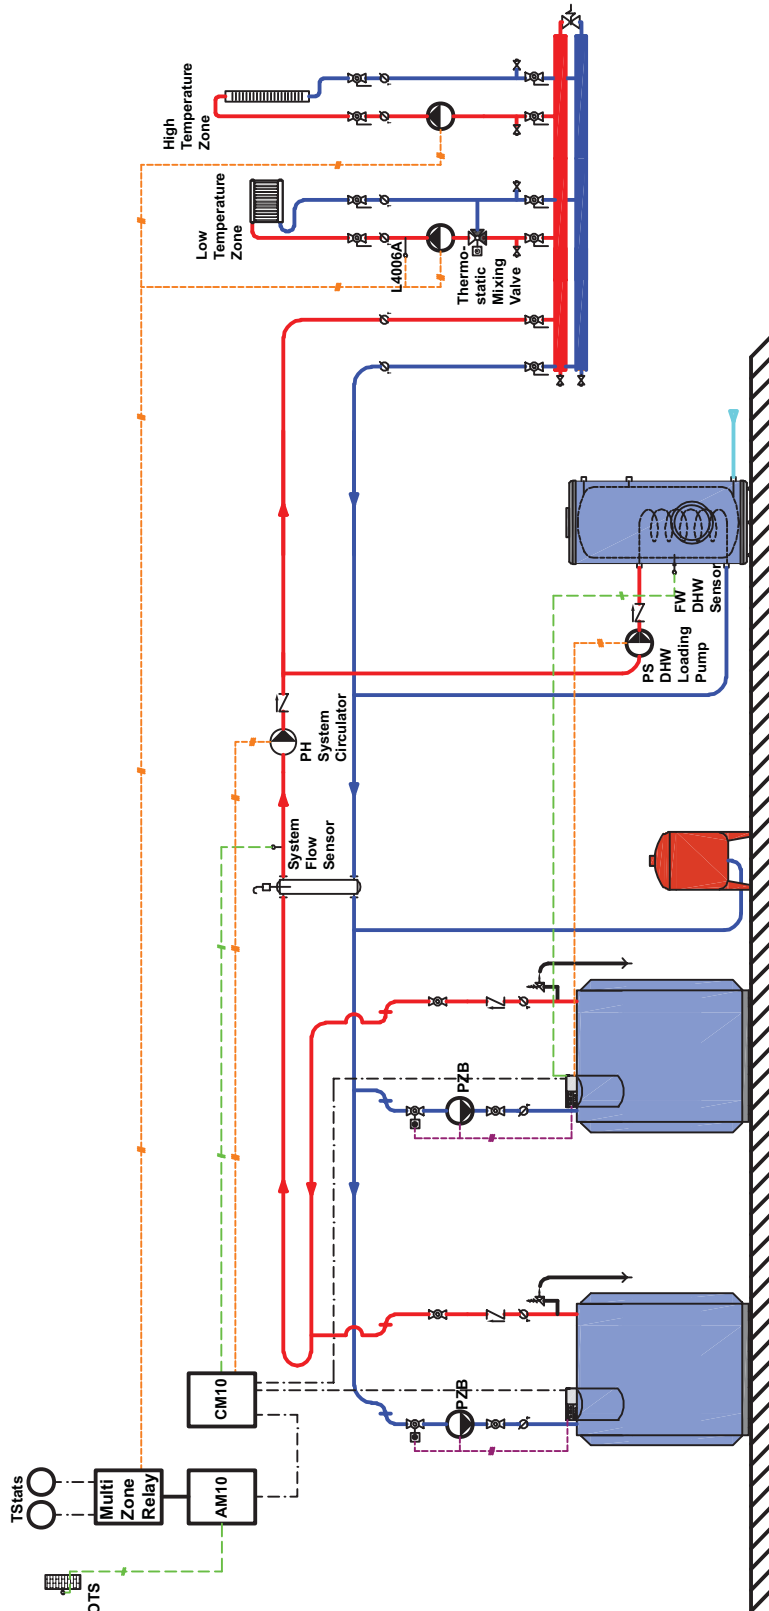 High
Temperature
Zone
Low
Temperature
Zone
L4006A
Thermo-
static
Mixing
Valve
FW
DHW
Sensor
PS
DHW
Loading
Pump
PH
System
Circulator
System
Flow
Sensor
PZB
PZB
CM10
TStats
Multi
Zone
Relay
AM10
OTS